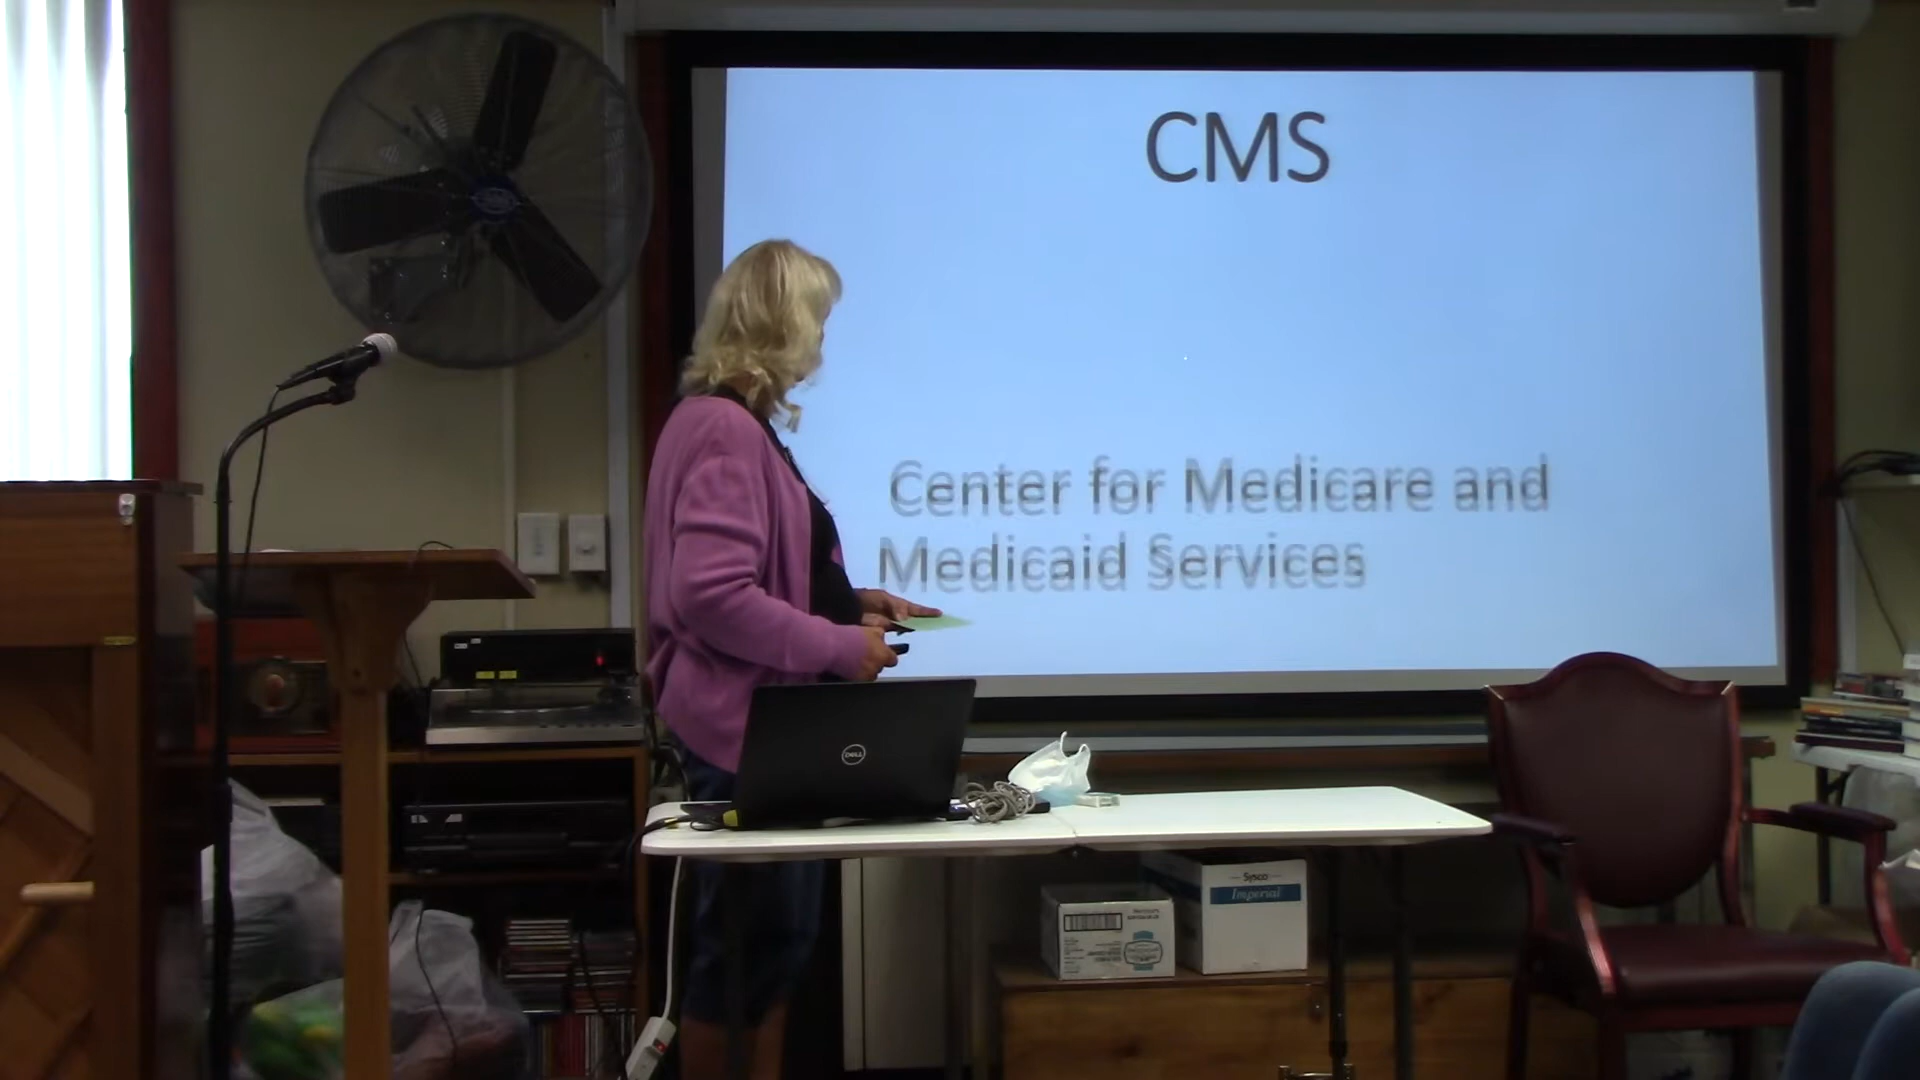 CMS
Center for Medicare and
Medicaid Services
DELL
Sysco
Imperial